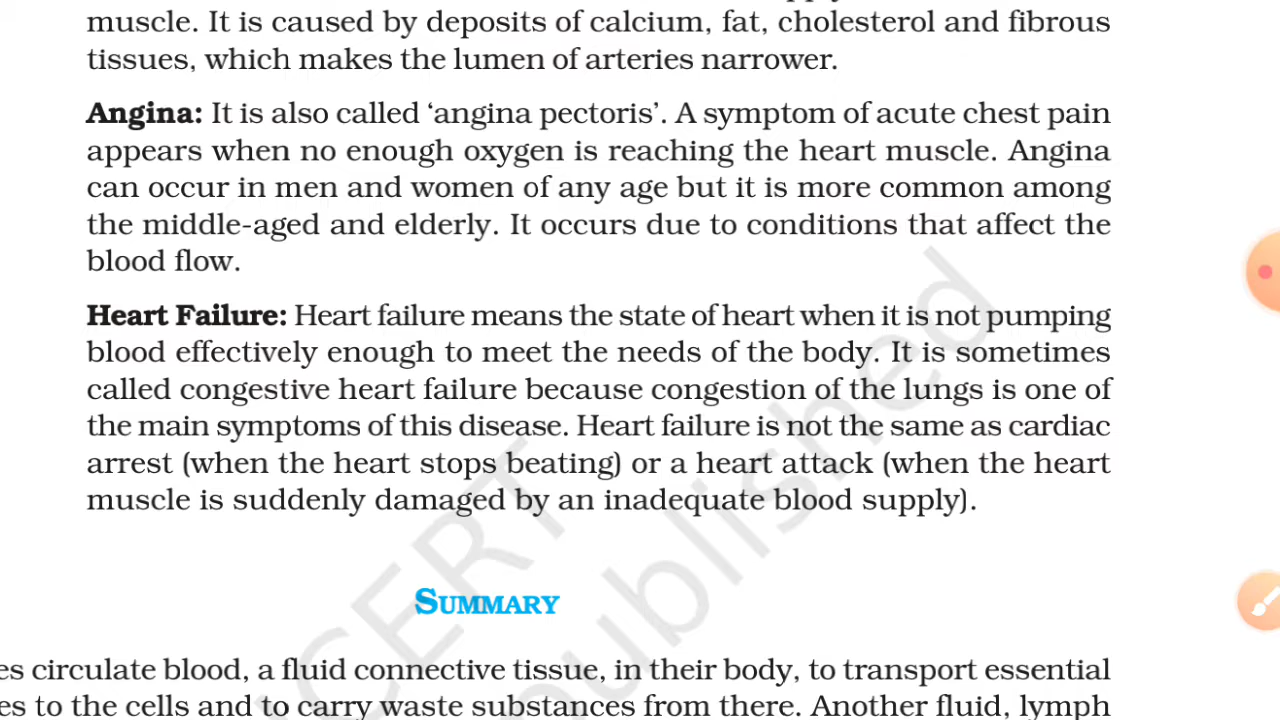 muscle. It is caused by deposits of calcium, fat, cholesterol and fibrous
tissues, which makes the lumen of arteries narrower.
Angina: It is also called ‘angina pectoris’. A symptom of acute chest pain
appears when no enough oxygen is reaching the heart muscle. Angina
can occur in men and women of any age but it is more common among
the middle-aged and elderly. It occurs due to conditions that affect the
blood flow.
Heart Failure: Heart failure means the state of heart when it is not pumping
blood effectively enough to meet the needs of the body. It is sometimes
called congestive heart failure because congestion of the lungs is one of
the main symptoms of this disease. Heart failure is not the same as cardiac
arrest (when the heart stops beating) or a heart attack (when the heart
muscle is suddenly damaged by an inadequate blood supply).
SUMMARY
circulate blood, a fluid connective tissue, in their body, to transport essential
to the cells and to carry waste substances from there. Another fluid, lymph